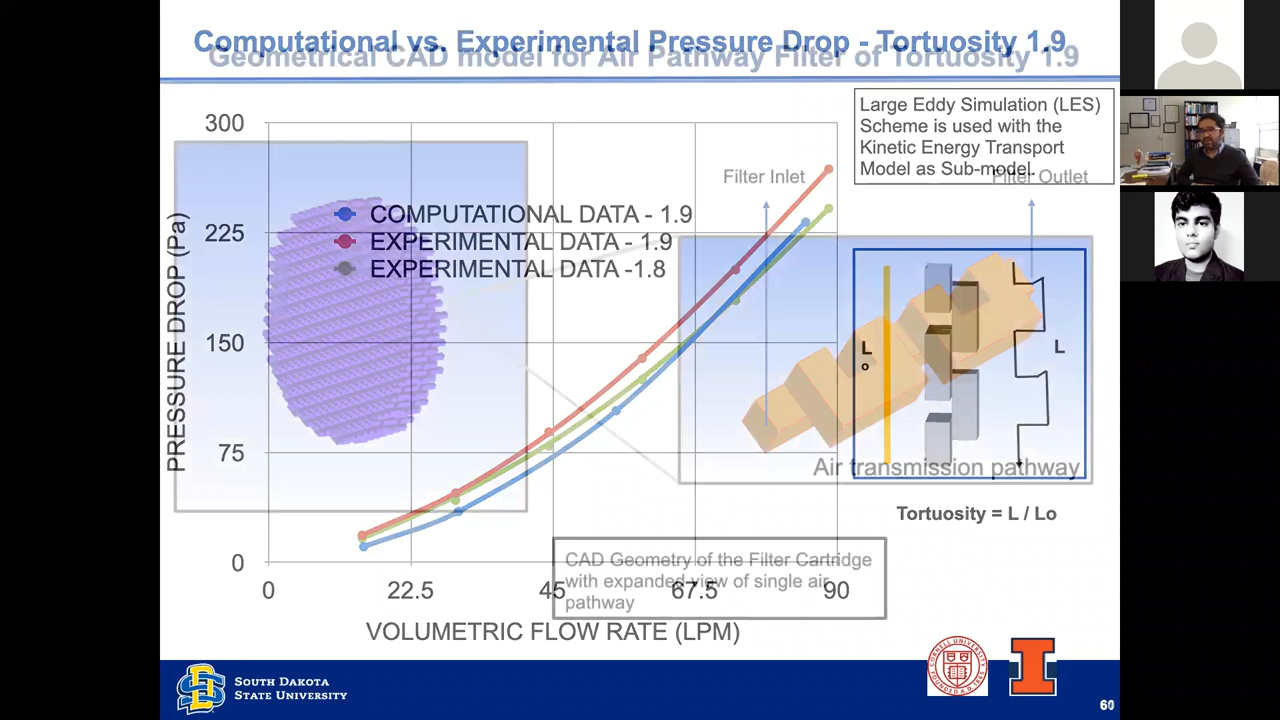 Computational vs. Experimental Pressure Drop - Tortuosity 1.9
Geometrical CAD model for Air Pathway Filter of Tortuosity 1.9
Large Eddy Simulation (LES)
Scheme is used with the
Kinetic Energy Transport
Model as Sub-model.
Filter Inlet
Filter Outlet
300
225
150
75
0
PRESSURE DROP (Pa)
COMPUTATIONAL DATA - 1.9
EXPERIMENTAL DATA - 1.9
EXPERIMENTAL DATA -1.8
L
o
L
Air transmission pathway
Tortuosity = L / Lo
CAD Geometry of the Filter Cartridge
with expanded view of single air
pathway
0
22.5
45
67.5
90
VOLUMETRIC FLOW RATE (LPM)
SOUTH DAKOTA
STATE UNIVERSITY